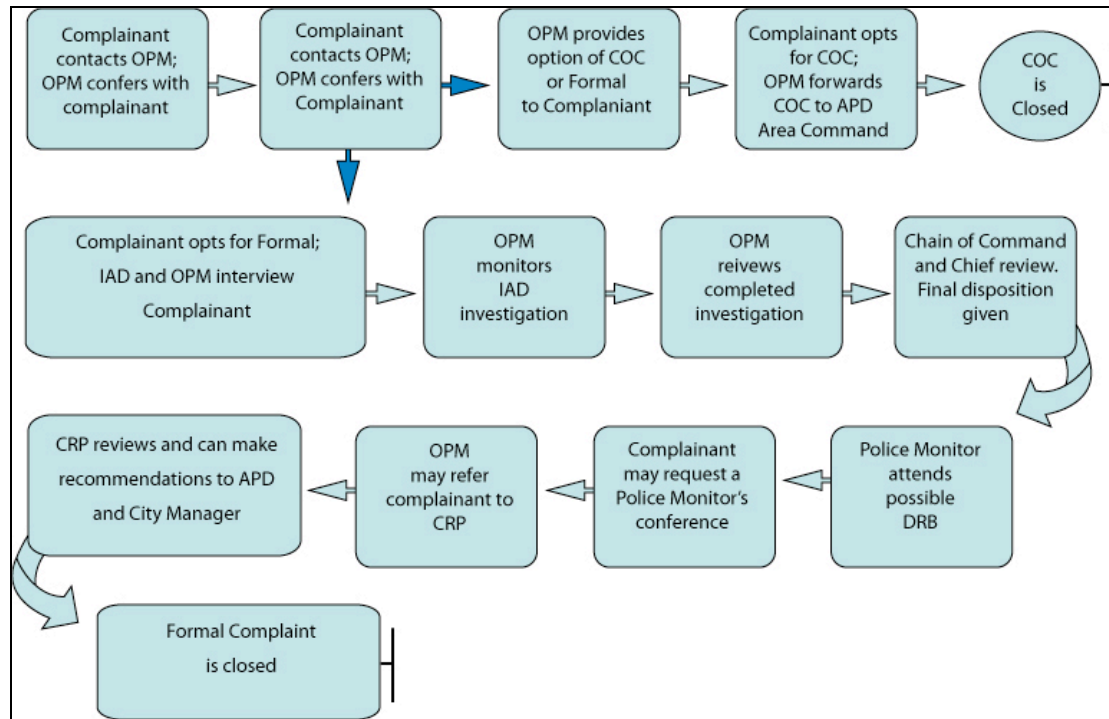 Complainant
contacts OPM;
OPM confers with
complainant
Complainant
contacts OPM;
OPM confers with
Complainant
OPM provides
option of COC
or Formal
to Complaniant
Complainant opts
for COC;
OPM forwards
COC to APD
Area Command
COC
is
Closed
Complainant opts for Formal;
IAD and OPM interview
Complainant
OPM
monitors
IAD
investigation
OPM
reivews
completed
investigation
Chain of Command
and Chief review.
Final disposition
given
Police Monitor
attends
possible
DRB
Complainant
may request a
Police Monitor's
conference
OPM
may refer
complainant to
CRP
CRP reviews and can make
recommendations to APD
and City Manager
Formal Complaint
is closed